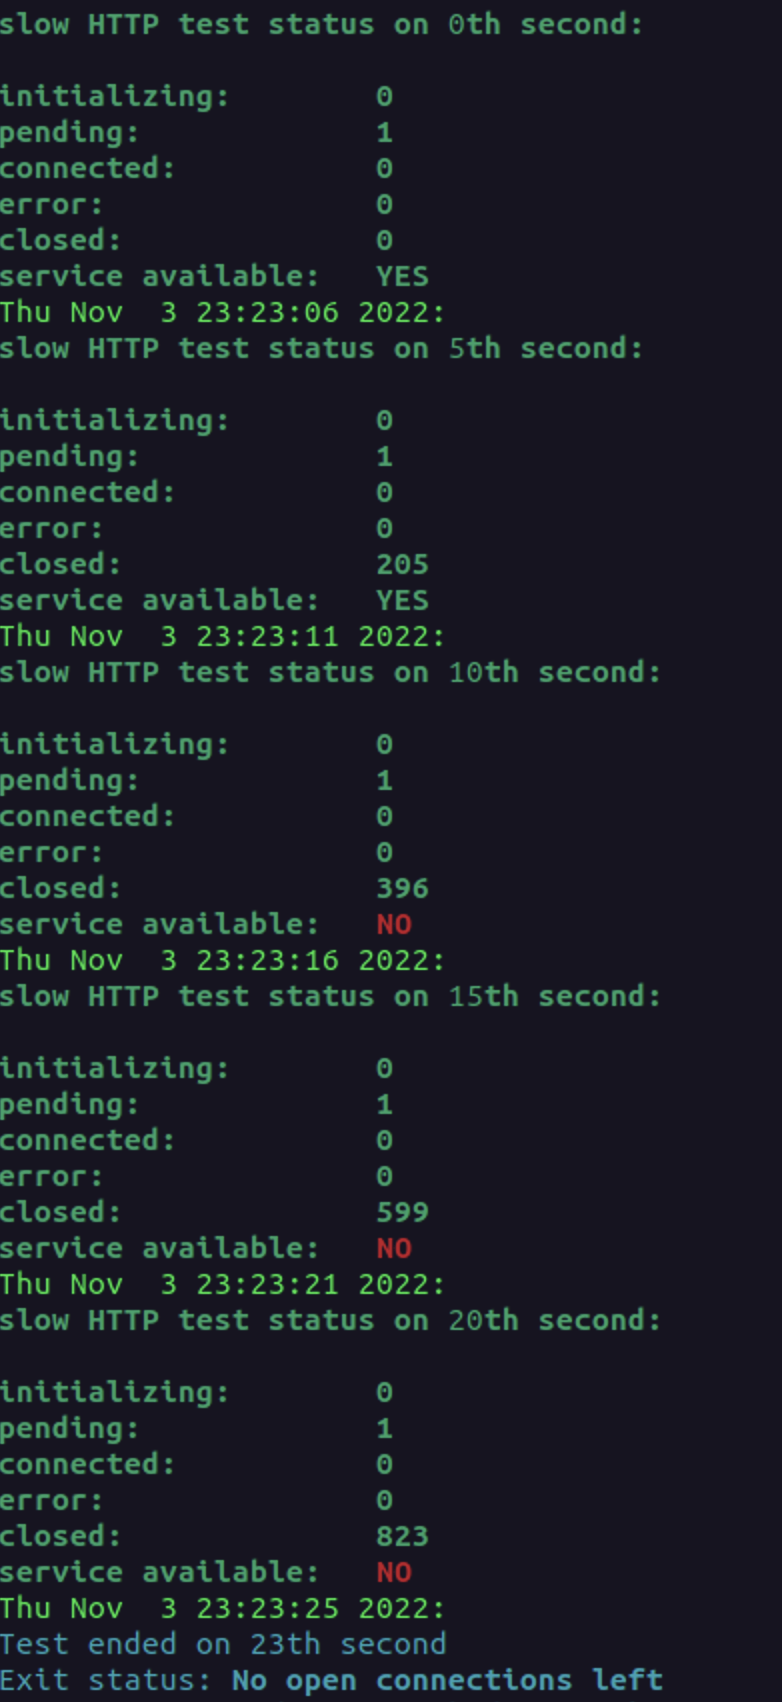 slow HTTP test status on 0th second:
initializing:        0
pending:             1
connected:           0
error:               0
closed:              0
service available:   YES
Thu Nov  3 23:23:06 2022:
slow HTTP test status on 5th second:
initializing:        0
pending:             1
connected:           0
error:               0
closed:              205
service available:   YES
Thu Nov  3 23:23:11 2022:
slow HTTP test status on 10th second:
initializing:        0
pending:             1
connected:           0
error:               0
closed:              396
service available:   NO
Thu Nov  3 23:23:16 2022:
slow HTTP test status on 15th second:
initializing:        0
pending:             1
connected:           0
error:               0
closed:              599
service available:   NO
Thu Nov  3 23:23:21 2022:
slow HTTP test status on 20th second:
initializing:        0
pending:             1
connected:           0
error:               0
closed:              823
service available:   NO
Thu Nov  3 23:23:25 2022:
Test ended on 23th second
Exit status: No open connections left